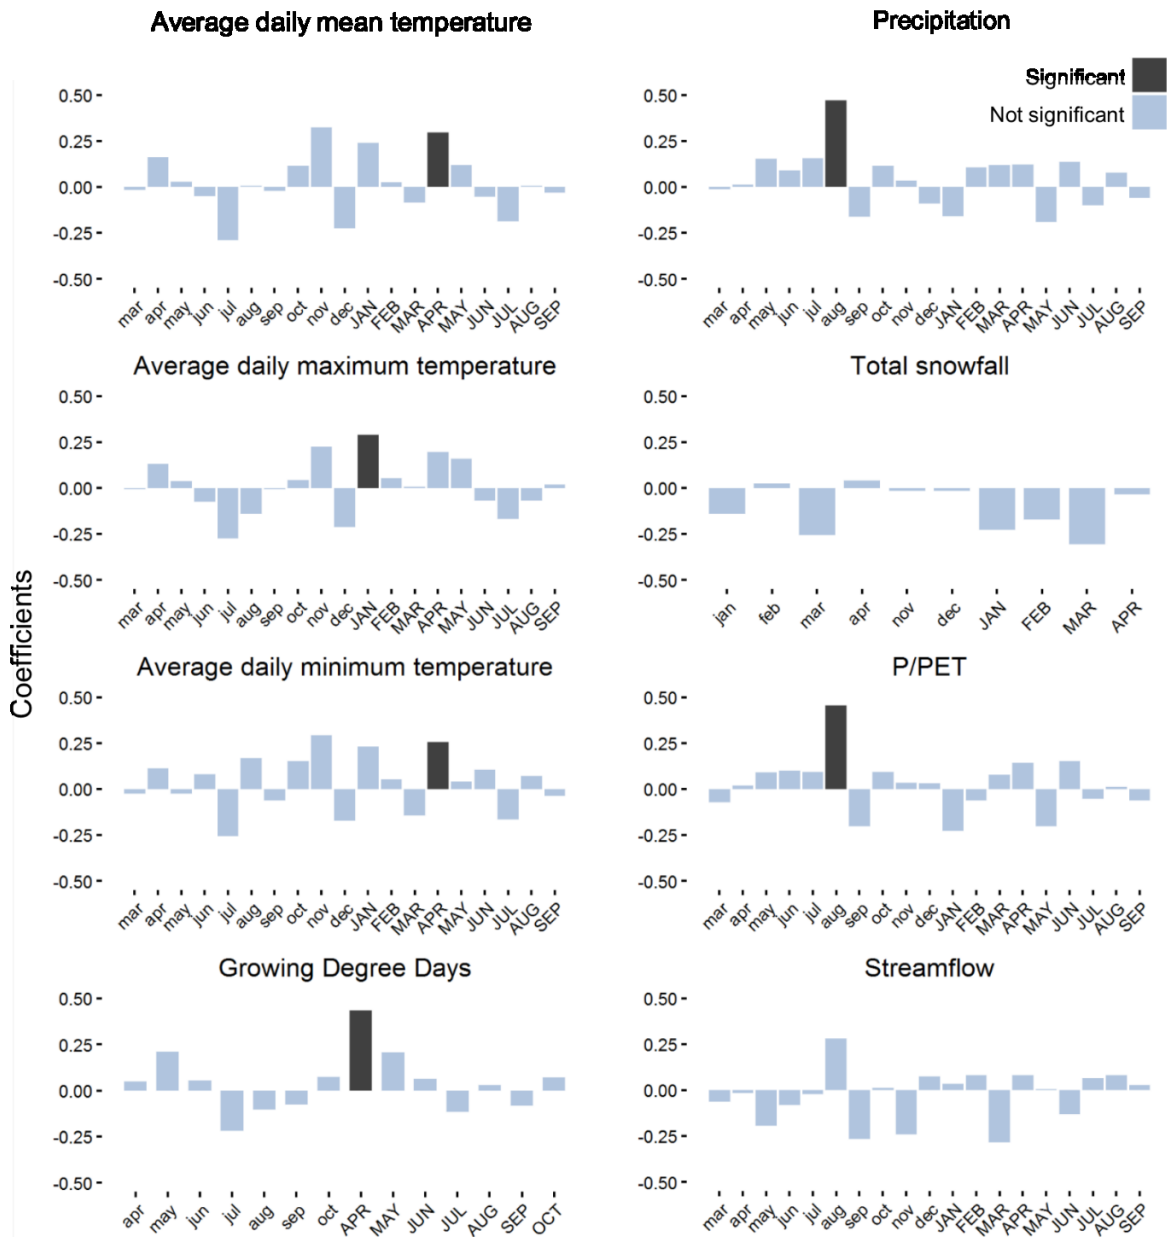 Average daily mean temperature
Precipitation
Significant
Not significant
0.50
0.25
0.00
-0.25
-0.50
mar apr may jun jul aug sep oct nov dec JAN FEB MAR APR MAY JUN JUL AUG SEP
0.50
0.25
0.00
-0.25
-0.50
mar apr may jun jul aug sep oct nov dec JAN FEB MAR APR MAY JUN JUL AUG SEP
Average daily maximum temperature
Total snowfall
0.50
0.25
0.00
-0.25
-0.50
mar apr may jun jul aug sep oct nov dec JAN FEB MAR APR MAY JUN JUL AUG SEP
0.50
0.25
0.00
-0.25
-0.50
jan feb mar apr nov dec JAN FEB MAR APR
Coefficients
Average daily minimum temperature
P/PET
0.50
0.25
0.00
-0.25
-0.50
mar apr may jun jul aug sep oct nov dec JAN FEB MAR APR MAY JUN JUL AUG SEP
0.50
0.25
0.00
-0.25
-0.50
mar apr may jun jul aug sep oct nov dec JAN FEB MAR APR MAY JUN JUL AUG SEP
Growing Degree Days
Streamflow
0.50
0.25
0.00
-0.25
-0.50
apr may jun jul aug sep oct APR MAY JUN JUL AUG SEP OCT
0.50
0.25
0.00
-0.25
-0.50
mar apr may jun jul aug sep oct nov dec JAN FEB MAR APR MAY JUN JUL AUG SEP